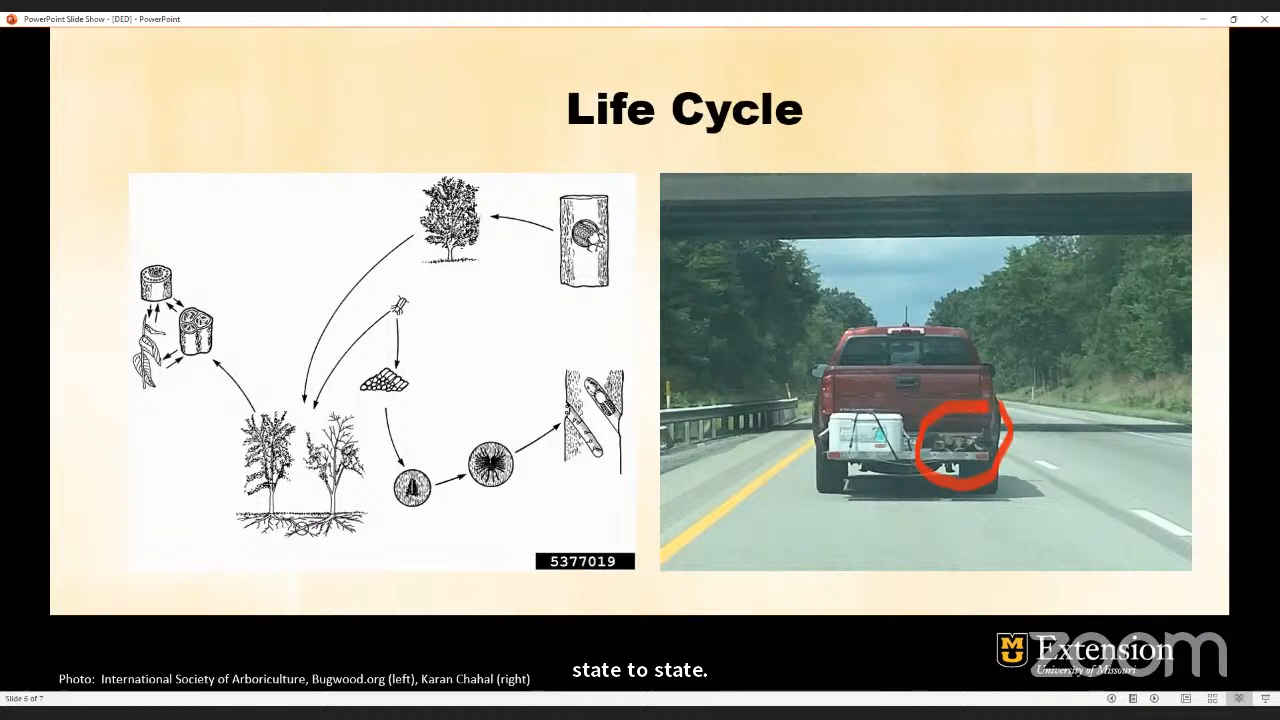 PowerPoint Slide Show - [DED] - PowerPoint
Life Cycle
5377019
MU
Extension
University of Missouri
zoom
state to state.
Photo: International Society of Arboriculture, Bugwood.org (left), Karan Chahal (right)
Slide 6 of 7